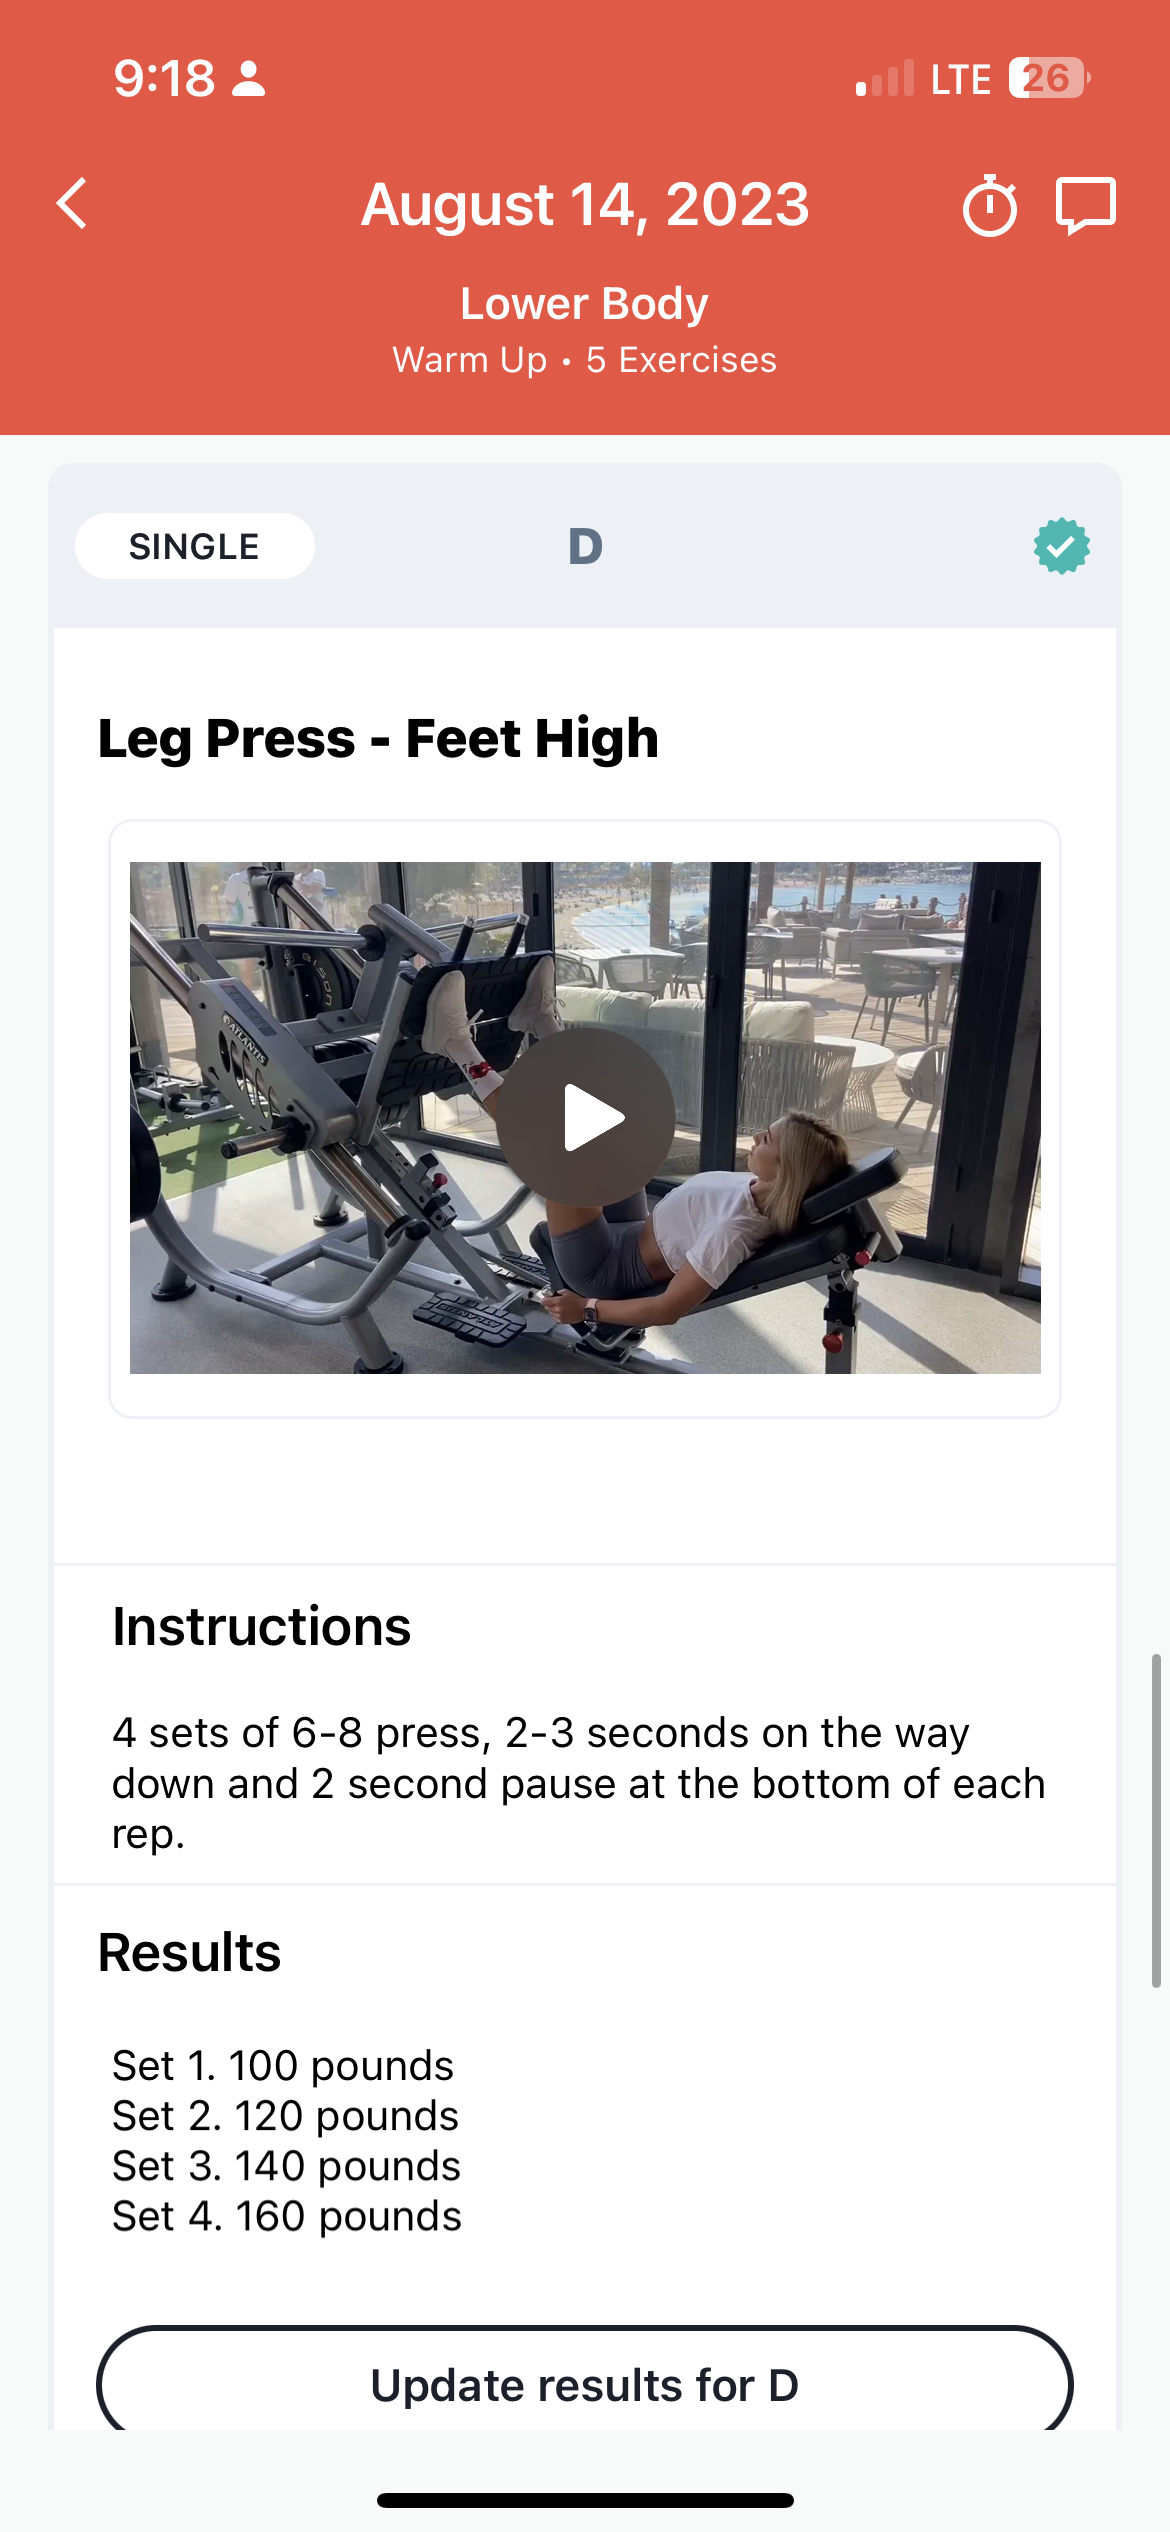 9:18
LTE
26
August 14, 2023
Lower Body
Warm Up • 5 Exercises
SINGLE
D
Leg Press - Feet High
BISON
ATLANTIS
ATLANTIS
Instructions
4 sets of 6-8 press, 2-3 seconds on the way
down and 2 second pause at the bottom of each
rep.
Results
Set 1. 100 pounds
Set 2. 120 pounds
Set 3. 140 pounds
Set 4. 160 pounds
Update results for D